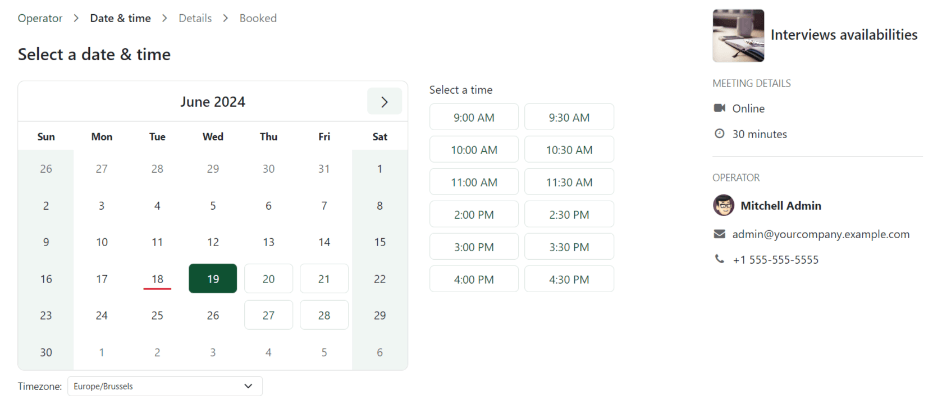 Operator > Date & time > Details > Booked
Select a date & time
June 2024
Sun Mon Tue Wed Thu Fri Sat
26 27 28 29 30 31 1
2 3 4 5 6 7 8
9 10 11 12 13 14 15
16 17 18 19 20 21 22
23 24 25 26 27 28 29
30 1 2 3 4 5 6
Timezone: Europe/Brussels
Select a time
9:00 AM 9:30 AM
10:00 AM 10:30 AM
11:00 AM 11:30 AM
2:00 PM 2:30 PM
3:00 PM 3:30 PM
4:00 PM 4:30 PM
Interviews availabilities
MEETING DETAILS
Online
30 minutes
OPERATOR
Mitchell Admin
admin@yourcompany.example.com
+1 555-555-5555